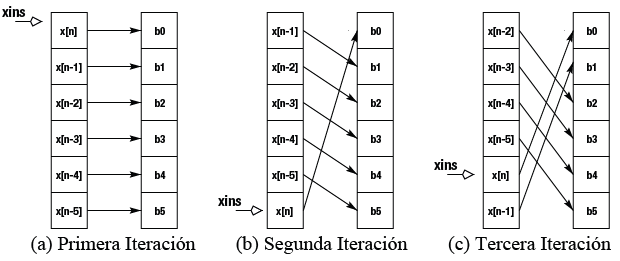 xins
x[n] b0
x[n-1] b1
x[n-2] b2
x[n-3] b3
x[n-4] b4
x[n-5] b5
(a) Primera Iteración
x[n-1] b0
x[n-2] b1
x[n-3] b2
x[n-4] b3
x[n-5] b4
xins
x[n] b5
(b) Segunda Iteración
x[n-2] b0
x[n-3] b1
x[n-4] b2
x[n-5] b3
xins
x[n] b4
x[n-1] b5
(c) Tercera Iteración